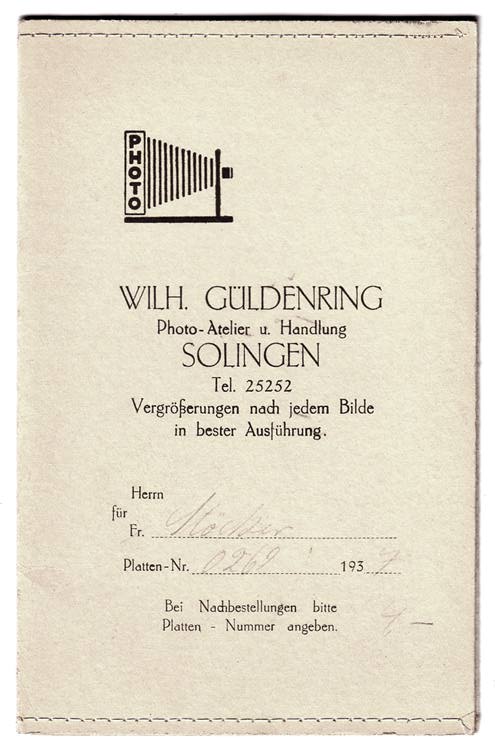 PHOTO
WILH. GÜLDENRING
Photo-Atelier u. Handlung
SOLINGEN
Tel. 25252
Vergrößerungen nach jedem Bilde
in bester Ausführung.
Herrn
für
Fr. Stöcker
Platten-Nr. 0269 1937
Bei Nachbestellungen bitte
Platten - Nummer angeben.